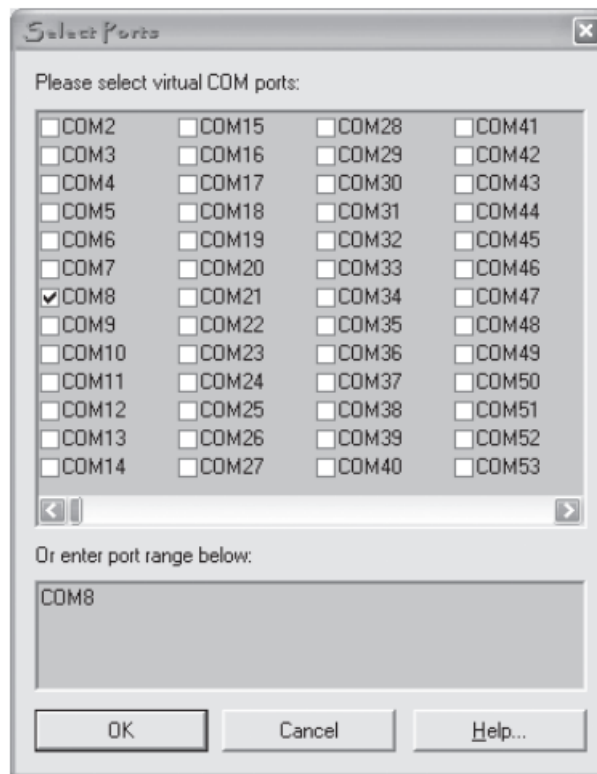 Select Ports
Please select virtual COM ports:
COM2 COM15 COM28 COM41
COM3 COM16 COM29 COM42
COM4 COM17 COM30 COM43
COM5 COM18 COM31 COM44
COM6 COM19 COM32 COM45
COM7 COM20 COM33 COM46
COM8 COM21 COM34 COM47
COM9 COM22 COM35 COM48
COM10 COM23 COM36 COM49
COM11 COM24 COM37 COM50
COM12 COM25 COM38 COM51
COM13 COM26 COM39 COM52
COM14 COM27 COM40 COM53
Or enter port range below:
COM8
OK Cancel Help...